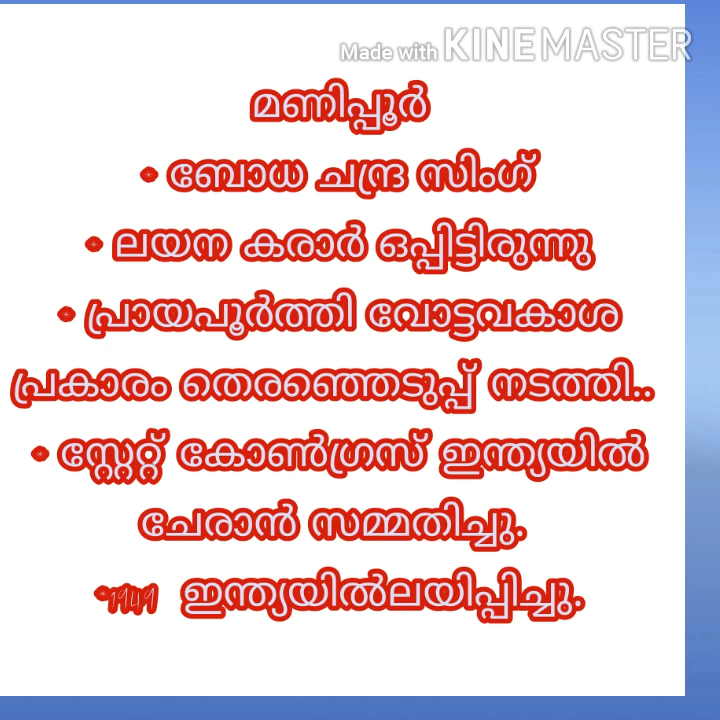 Made with KINEMASTER
മണിപ്പൂർ
• ബോധ ചന്ദ്ര സിംഗ്
• ലയന കരാർ ഒപ്പിട്ടിരുന്നു
• പ്രായപൂർത്തി വോട്ടവകാശ
പ്രകാരം തെരഞ്ഞെടുപ്പ് നടത്തി..
• സ്റ്റേറ്റ് കോൺഗ്രസ് ഇന്ത്യയിൽ
ചേരാൻ സമ്മതിച്ചു.
•1949 ഇന്ത്യയിൽലയിപ്പിച്ചു.